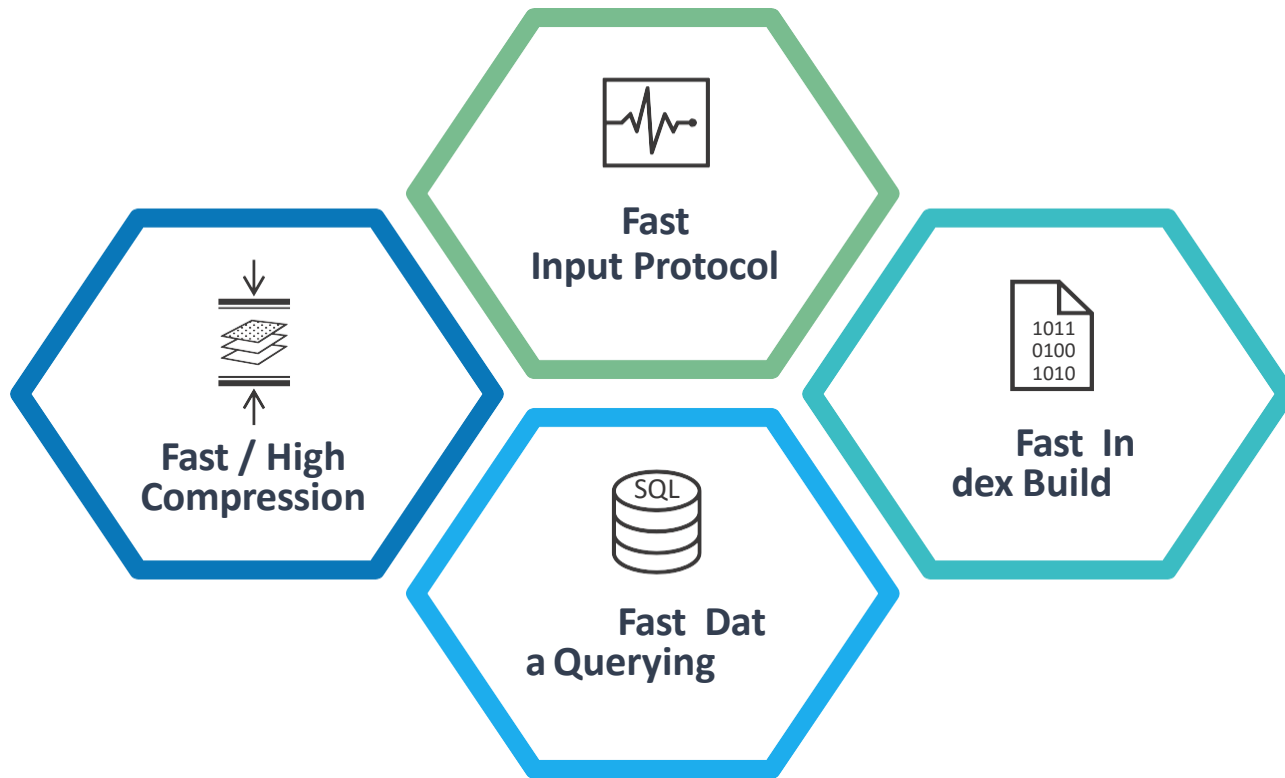 Fast
Input Protocol
Fast / High
Compression
1011
0100
1010
Fast In
dex Build
SQL
Fast Dat
a Querying